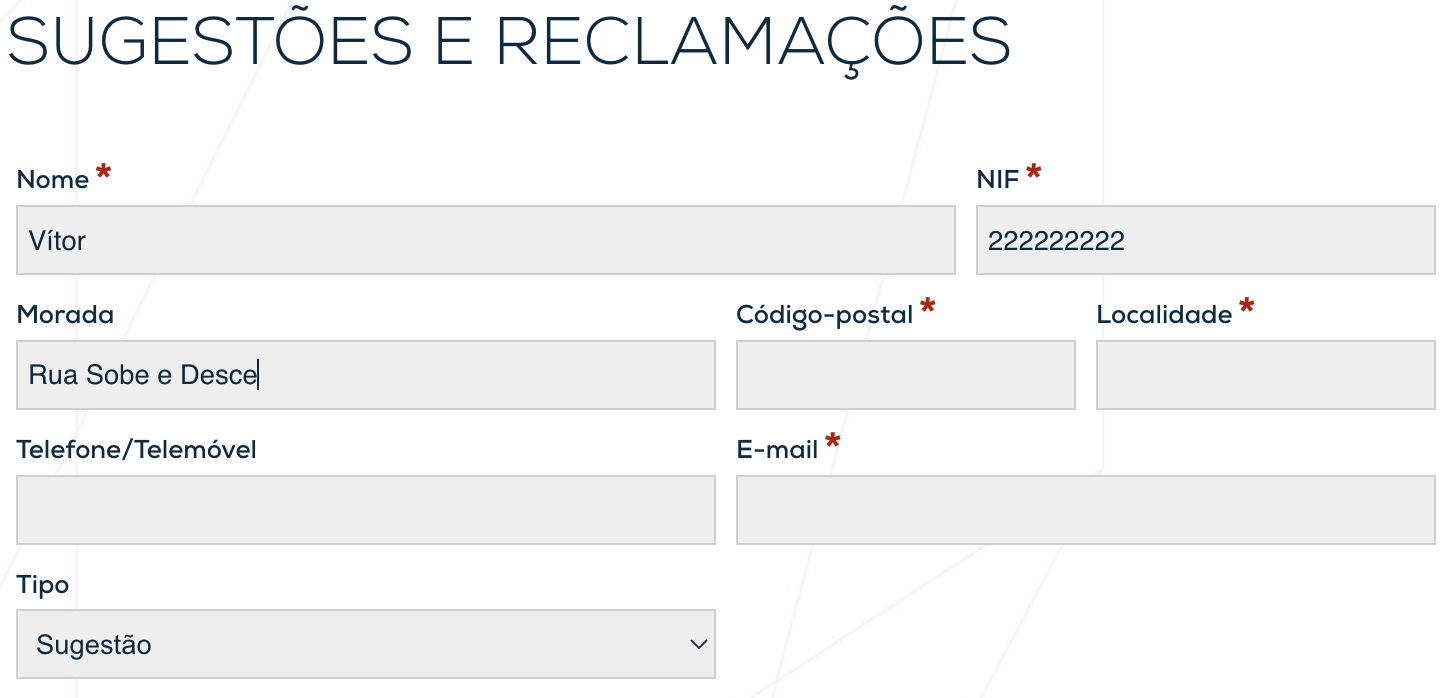 SUGESTÕES E RECLAMAÇÕES
Nome * NIF *
Vítor 222222222
Morada Código-postal * Localidade *
Rua Sobe e Desce
Telefone/Telemóvel E-mail *
Tipo
Sugestão